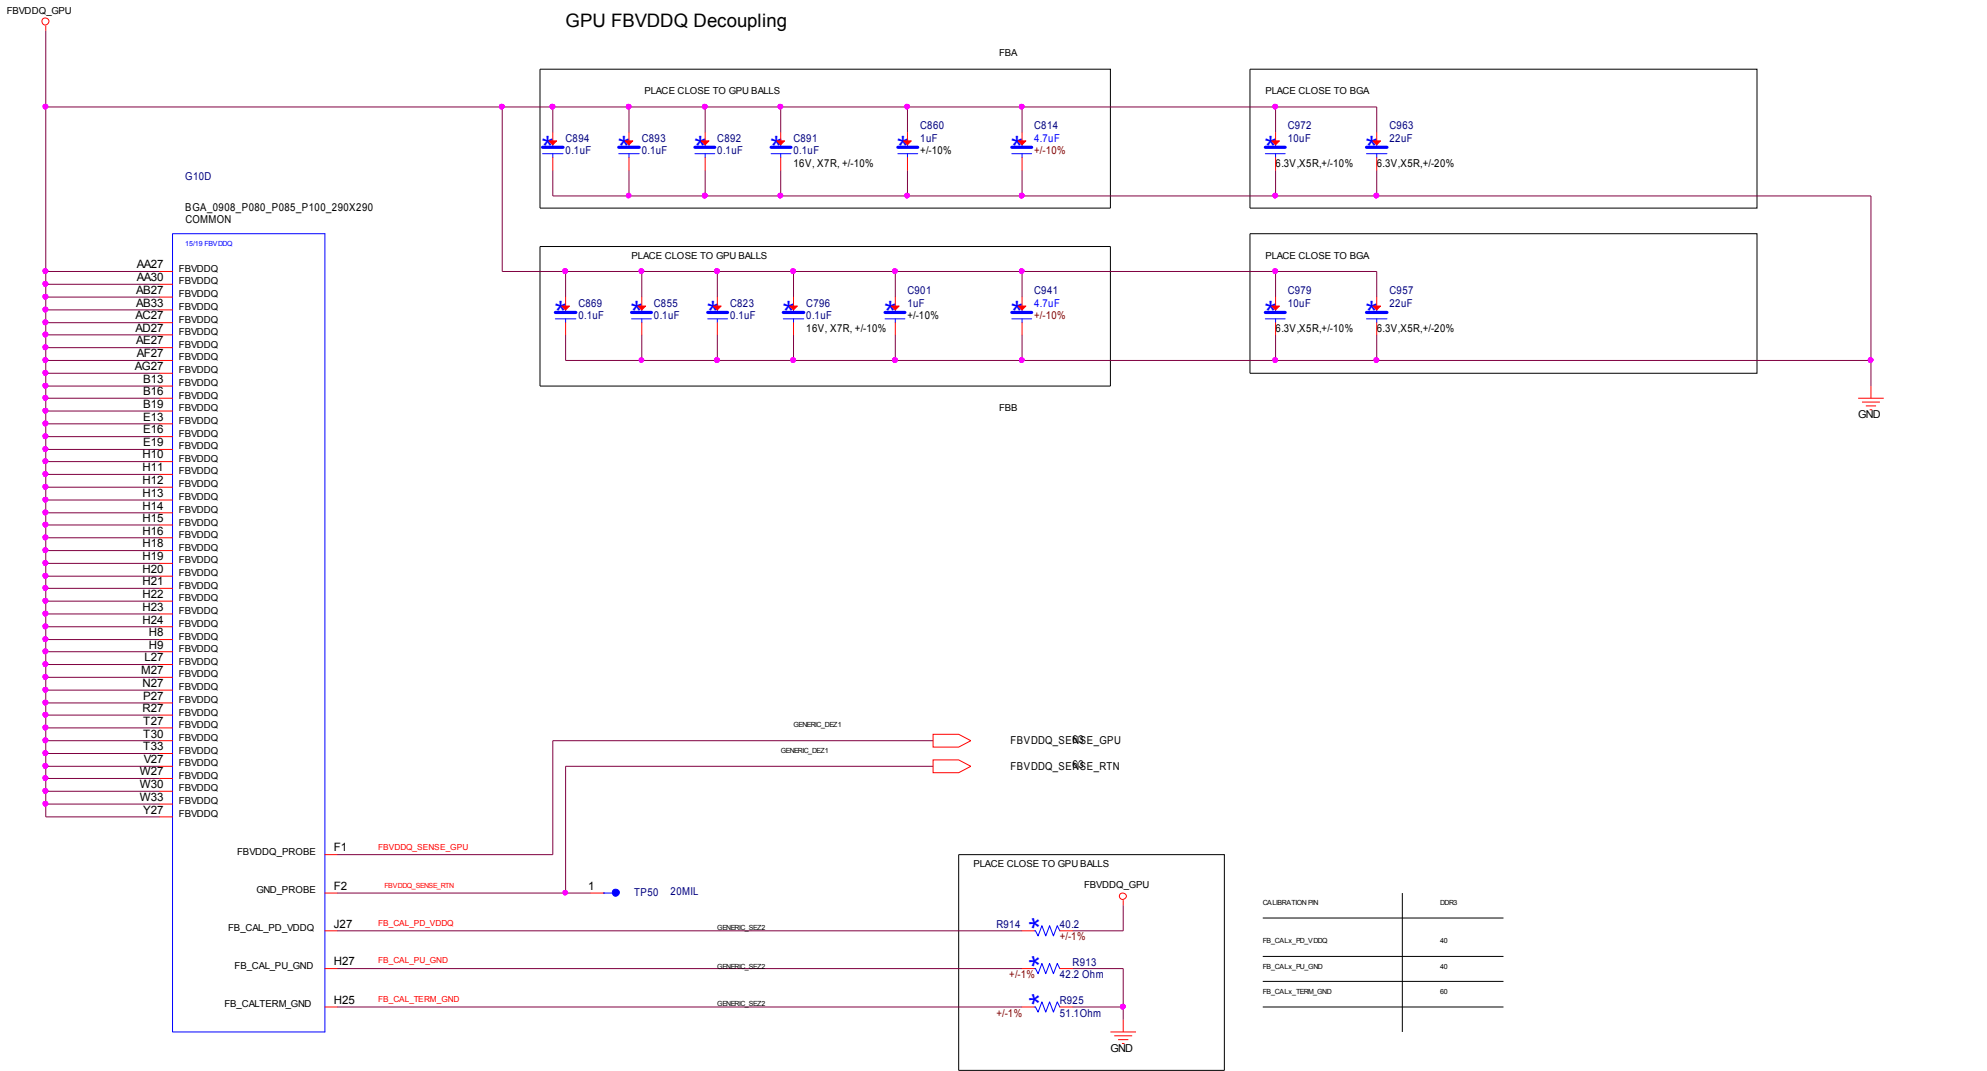 FBVDDQ_GPU
GPU FBVDDQ Decoupling
FBA
PLACE CLOSE TO GPU BALLS
C894
0.1uF
C893
0.1uF
C892
0.1uF
C891
0.1uF
16V, X7R, +/-10%
C860
1uF
+/-10%
C814
4.7uF
+/-10%
PLACE CLOSE TO BGA
C972
10uF
6.3V,X5R,+/-10%
C963
22uF
6.3V,X5R,+/-20%
PLACE CLOSE TO GPU BALLS
C869
0.1uF
C855
0.1uF
C823
0.1uF
C796
0.1uF
16V, X7R, +/-10%
C901
1uF
+/-10%
C941
4.7uF
+/-10%
PLACE CLOSE TO BGA
C979
10uF
6.3V,X5R,+/-10%
C957
22uF
6.3V,X5R,+/-20%
FBB
GND
G10D
BGA_0908_P080_P085_P100_290X290
COMMON
15/19 FBVDDQ
AA27 FBVDDQ
AA30 FBVDDQ
AB27 FBVDDQ
AB33 FBVDDQ
AC27 FBVDDQ
AD27 FBVDDQ
AE27 FBVDDQ
AF27 FBVDDQ
AG27 FBVDDQ
B13 FBVDDQ
B16 FBVDDQ
B19 FBVDDQ
E13 FBVDDQ
E16 FBVDDQ
E19 FBVDDQ
H10 FBVDDQ
H11 FBVDDQ
H12 FBVDDQ
H13 FBVDDQ
H14 FBVDDQ
H15 FBVDDQ
H16 FBVDDQ
H18 FBVDDQ
H19 FBVDDQ
H20 FBVDDQ
H21 FBVDDQ
H22 FBVDDQ
H23 FBVDDQ
H24 FBVDDQ
H8 FBVDDQ
H9 FBVDDQ
L27 FBVDDQ
M27 FBVDDQ
N27 FBVDDQ
P27 FBVDDQ
R27 FBVDDQ
T27 FBVDDQ
T30 FBVDDQ
T33 FBVDDQ
V27 FBVDDQ
W27 FBVDDQ
W30 FBVDDQ
W33 FBVDDQ
Y27 FBVDDQ
GENERIC_DEZ1
FBVDDQ_SENSE_GPU 63
GENERIC_DEZ1
FBVDDQ_SENSE_RTN 63
FBVDDQ_PROBE F1 FBVDDQ_SENSE_GPU
GND_PROBE F2 FBVDDQ_SENSE_RTN 1 TP50 20MIL
FB_CAL_PD_VDDQ J27 FB_CAL_PD_VDDQ GENERIC_SEZ2
FB_CAL_PU_GND H27 FB_CAL_PU_GND GENERIC_SEZ2
FB_CALTERM_GND H25 FB_CAL_TERM_GND GENERIC_SEZ2
PLACE CLOSE TO GPU BALLS
FBVDDQ_GPU
R914 40.2
+/-1%
R913
+/-1% 42.2 Ohm
R925
+/-1% 51.1Ohm
GND
CALIBRATION PIN DDR3
FB_CALx_PD_VDDQ 40
FB_CALx_PU_GND 40
FB_CALx_TERM_GND 60